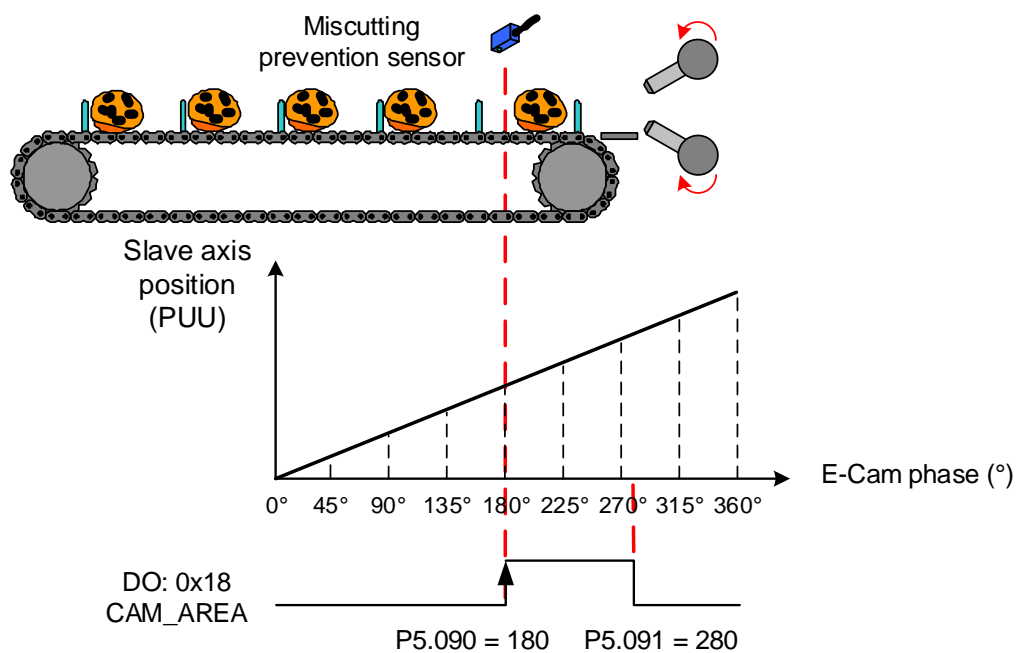 Miscutting
prevention sensor
Slave axis
position
(PUU)
E-Cam phase (°)
0° 45° 90° 135° 180° 225° 270° 315° 360°
DO: 0x18
CAM_AREA
P5.090 = 180 P5.091 = 280